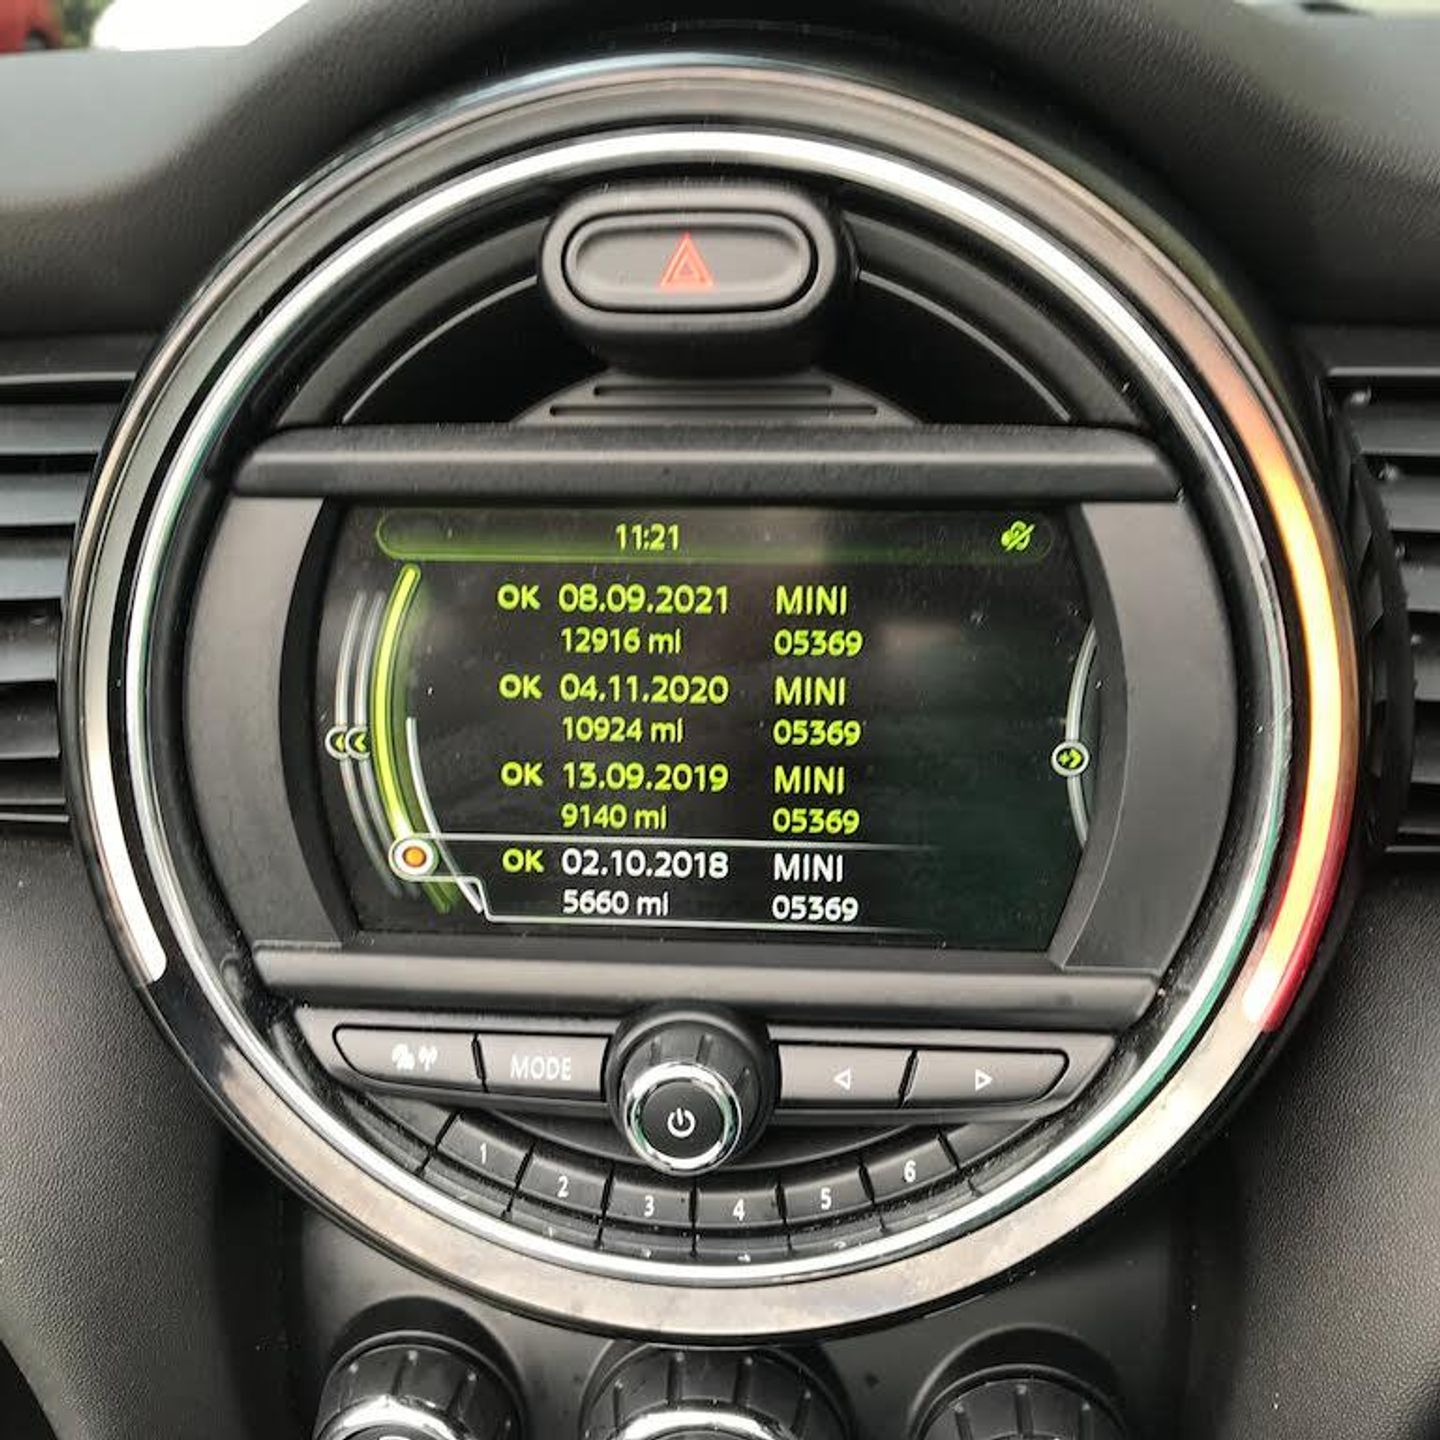 11:21
OK 08.09.2021 MINI
12916 mi 05369
OK 04.11.2020 MINI
10924 mi 05369
OK 13.09.2019 MINI
9140 mi 05369
OK 02.10.2018 MINI
5660 mi 05369
MODE
1 2 3 4 5 6